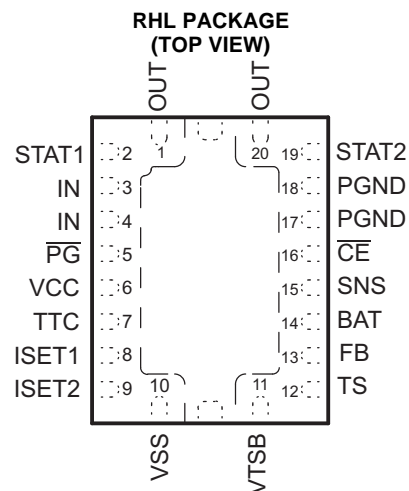 RHL PACKAGE
(TOP VIEW)
OUT OUT
1 20
STAT1 2 19 STAT2
IN 3 18 PGND
IN 4 17 PGND
PG 5 16 CE
VCC 6 15 SNS
TTC 7 14 BAT
ISET1 8 13 FB
ISET2 9 12 TS
10 11
VSS VTSB